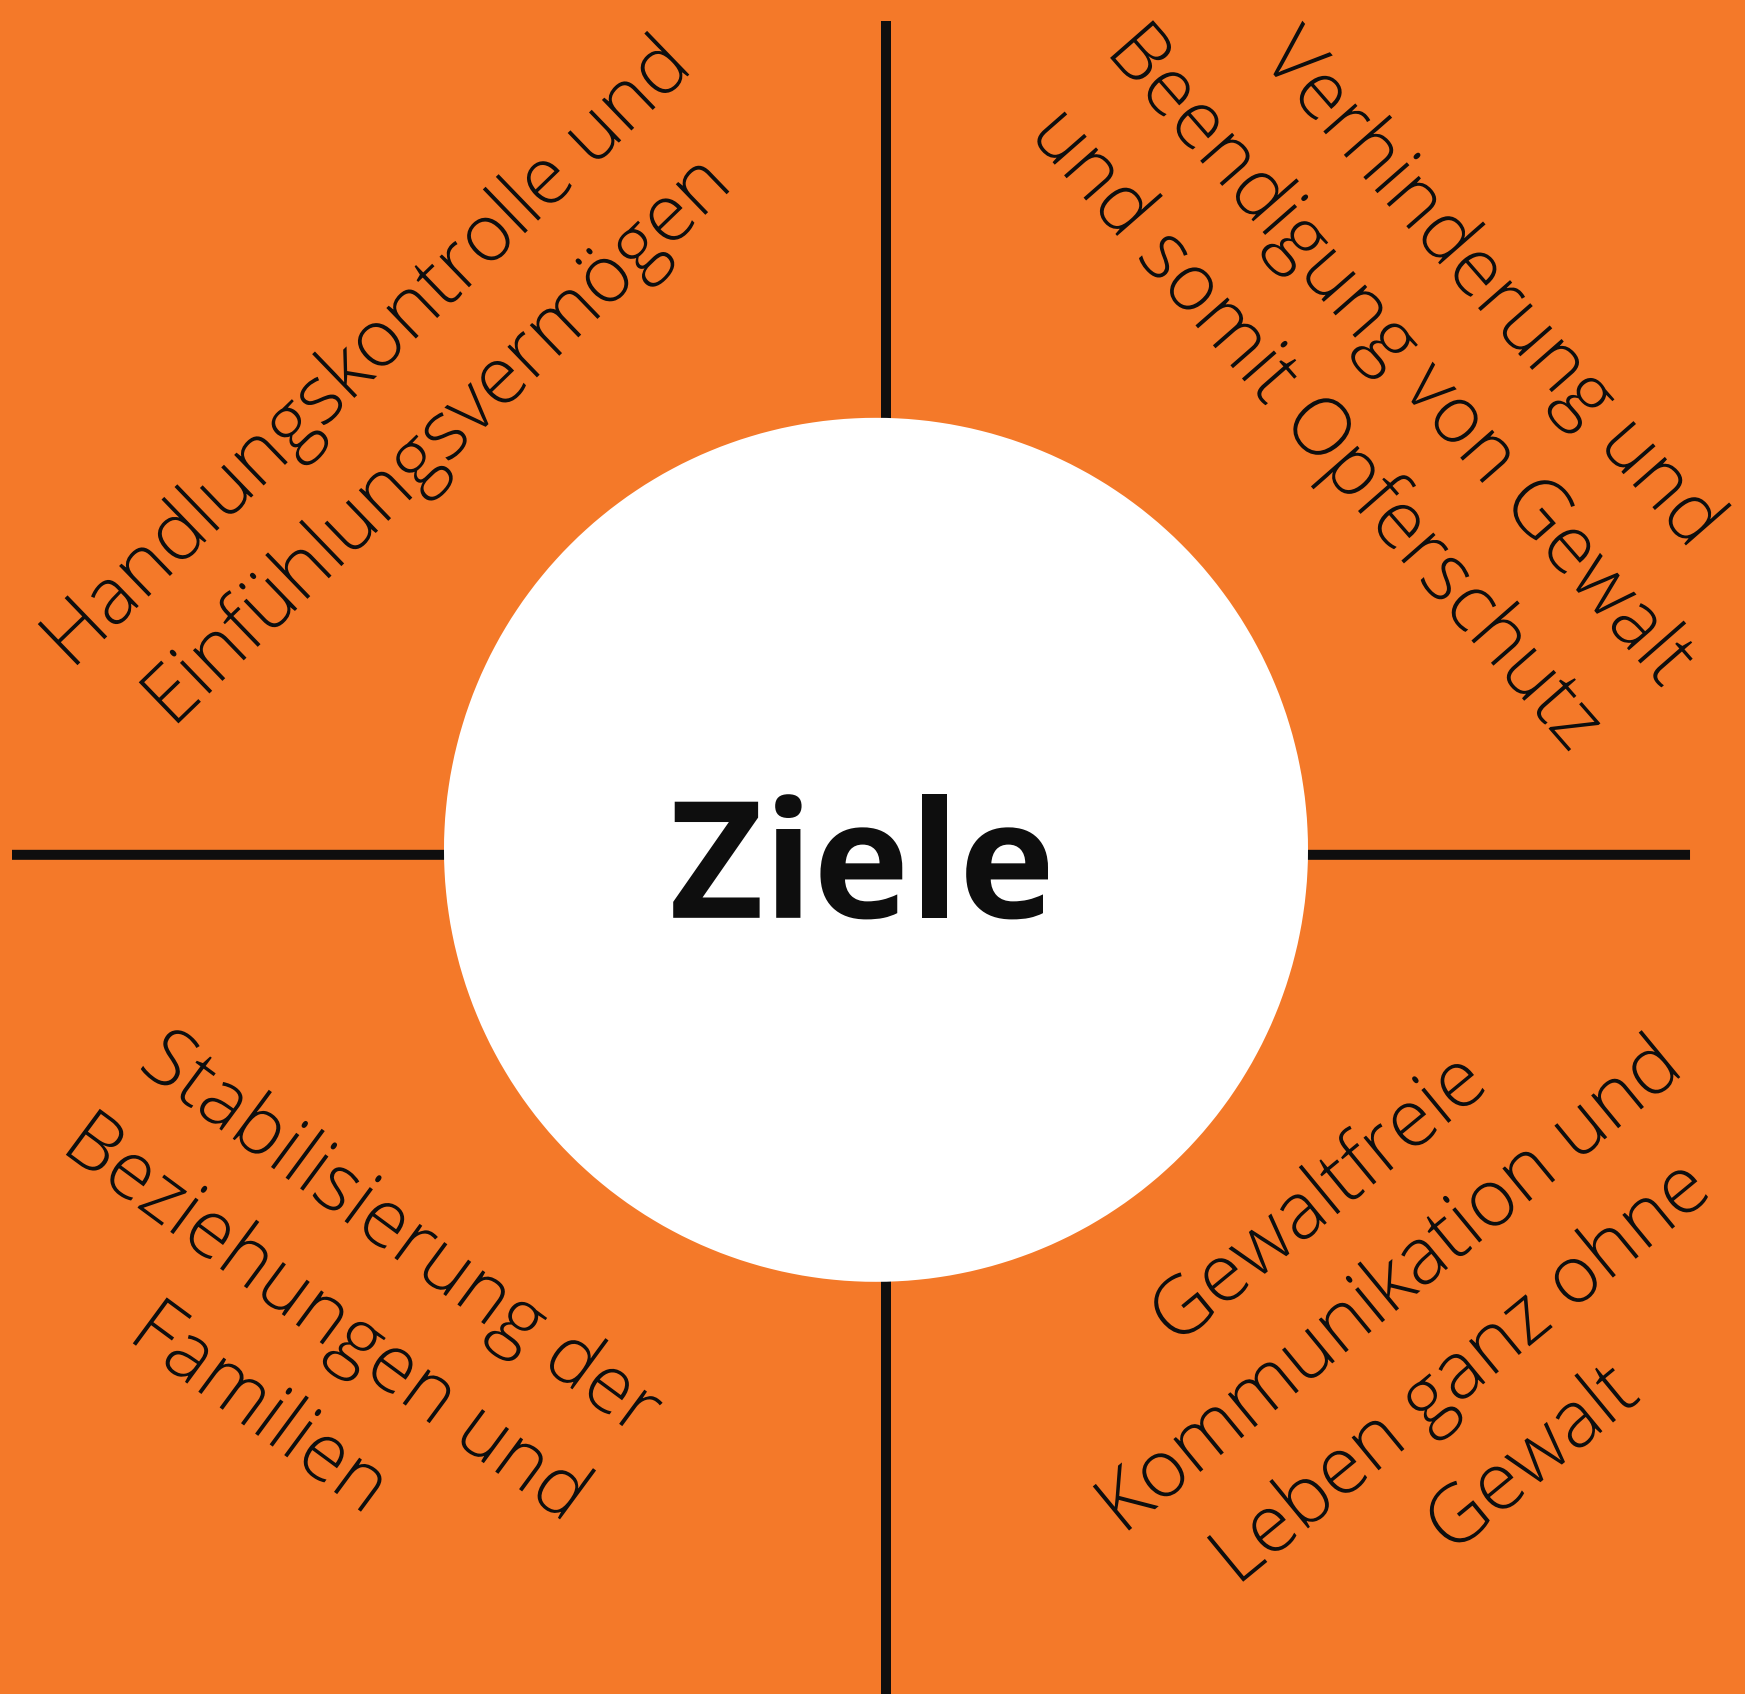 Handlungskontrolle und
Einfühlungsvermögen
Verhinderung und
Beendigung von Gewalt
und somit Opferschutz
Ziele
Stabilisierung der
Beziehungen und
Familien
Gewaltfreie
Kommunikation und
Leben ganz ohne
Gewalt